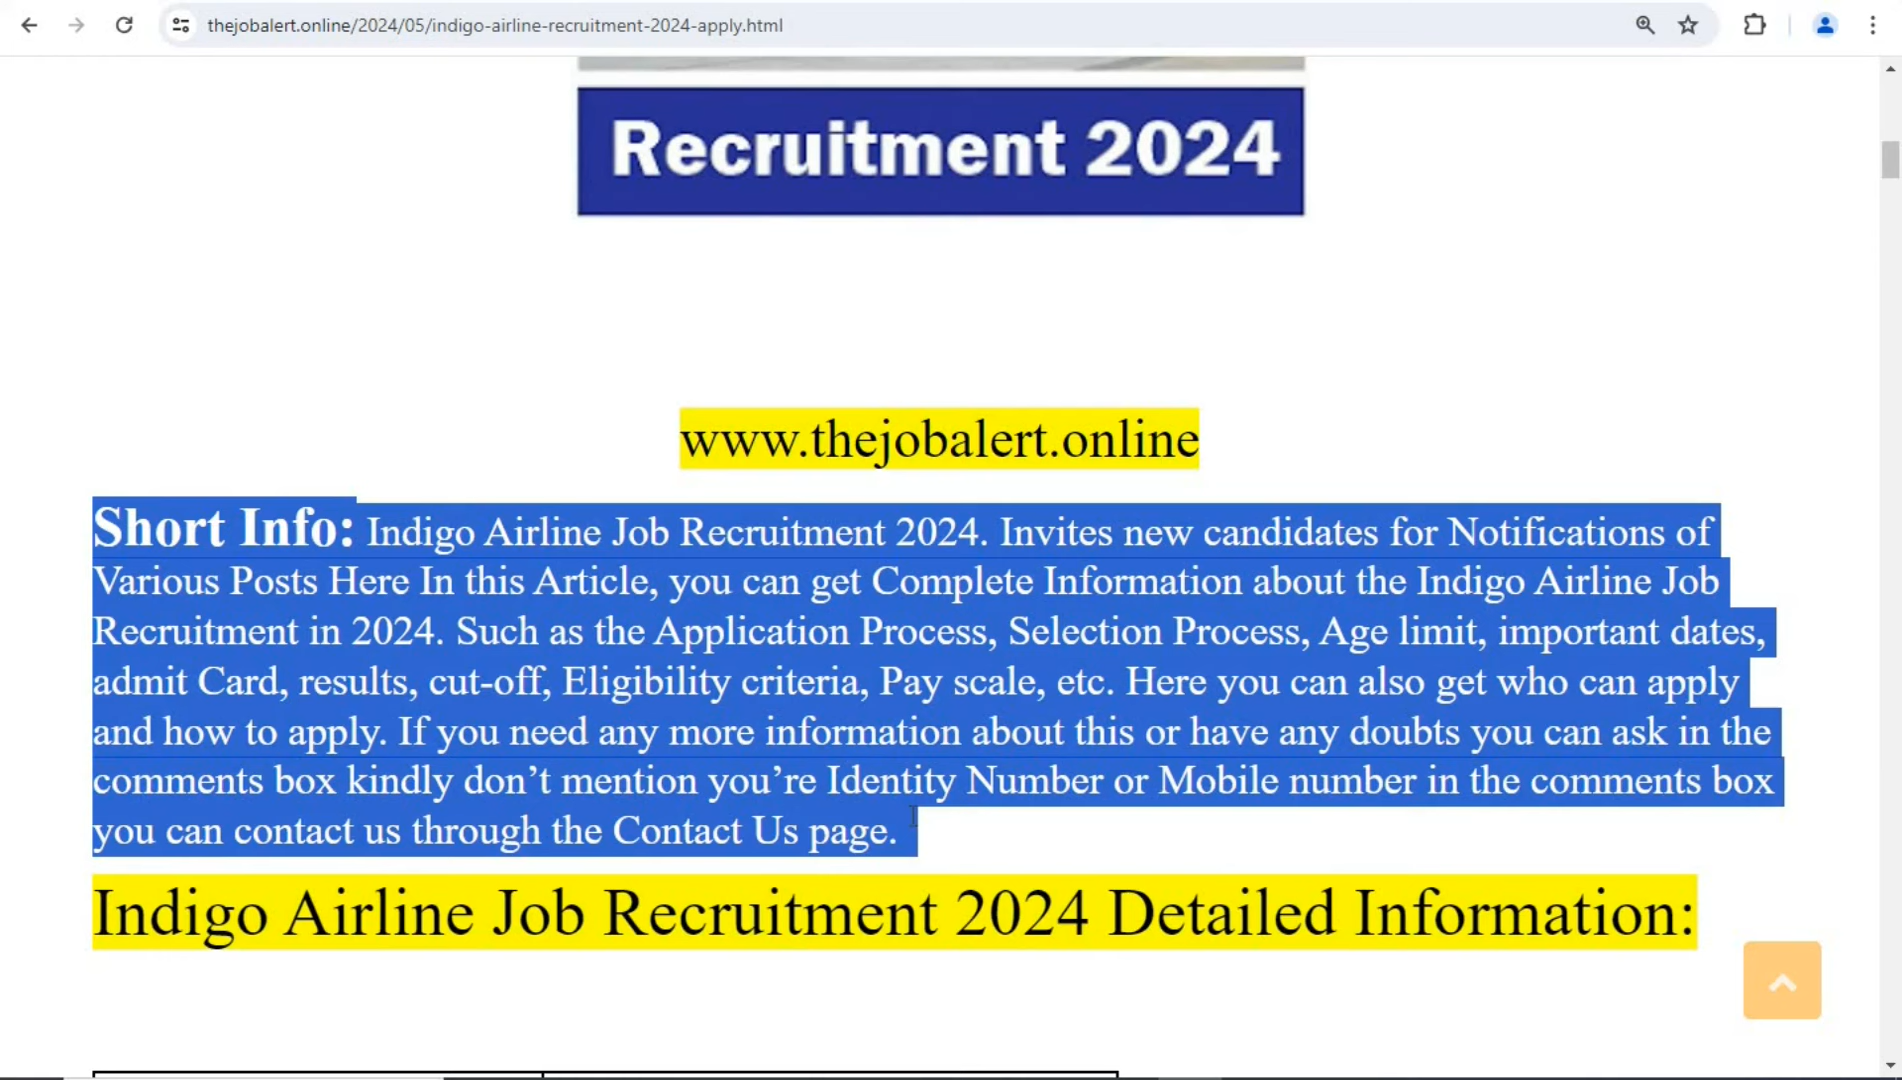 thejobalert.online/2024/05/indigo-airline-recruitment-2024-apply.html
Recruitment 2024
www.thejobalert.online
Short Info: Indigo Airline Job Recruitment 2024. Invites new candidates for Notifications of
Various Posts Here In this Article, you can get Complete Information about the Indigo Airline Job
Recruitment in 2024. Such as the Application Process, Selection Process, Age limit, important dates,
admit Card, results, cut-off, Eligibility criteria, Pay scale, etc. Here you can also get who can apply
and how to apply. If you need any more information about this or have any doubts you can ask in the
comments box kindly don’t mention you’re Identity Number or Mobile number in the comments box
you can contact us through the Contact Us page.
Indigo Airline Job Recruitment 2024 Detailed Information: